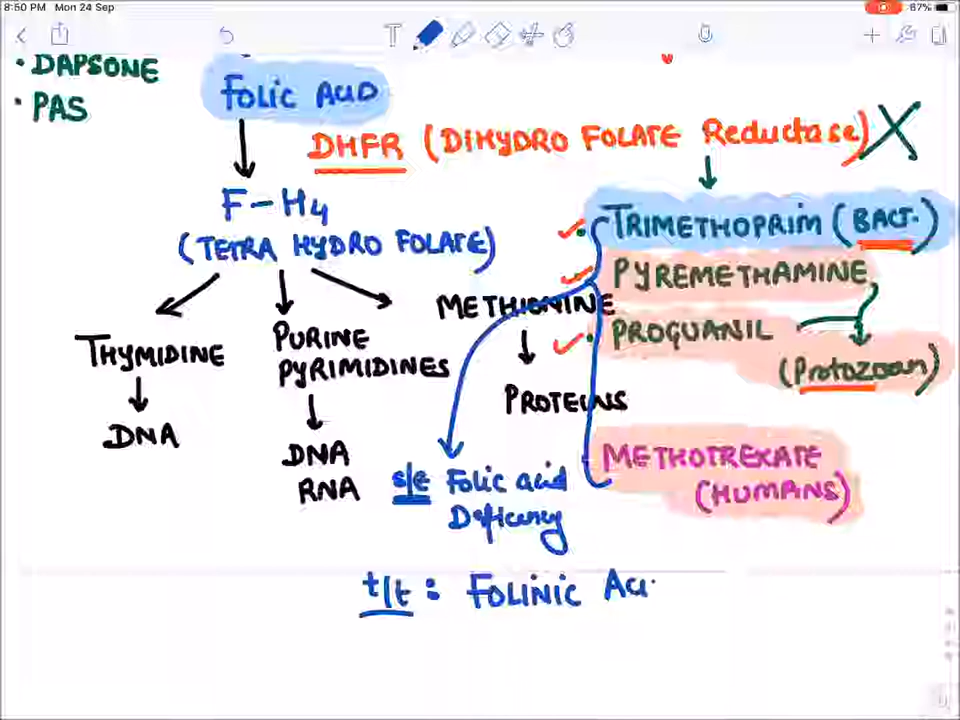 8:50 PM Mon 24 Sep
87%
T
• DAPSONE
• PAS
FOLIC ACID
DHFR (DIHYDRO FOLATE Reductase)
F-H4
(TETRA HYDRO FOLATE)
TRIMETHOPRIM (BACT.)
PYREMETHAMINE
• PROGUANIL
(Protozoan)
METHOTREXATE
(HUMANS)
METHIONINE
PROTEINS
THYMIDINE
DNA
PURINE
PYRIMIDINES
DNA
RNA
s/e Folic acid
Deficency
t/t : FOLINIC Aci